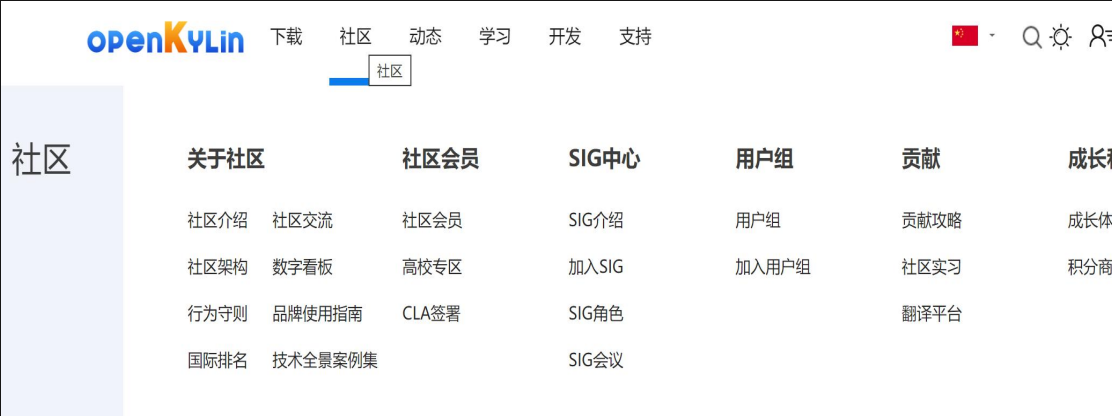 openKylin 下载 社区 动态 学习 开发 支持
社区
社区
关于社区 社区会员 SIG中心 用户组 贡献
社区介绍 社区交流 社区会员 SIG介绍 用户组 贡献攻略
社区架构 数字看板 高校专区 加入SIG 加入用户组 社区实习
行为守则 品牌使用指南 CLA签署 SIG角色 翻译平台
国际排名 技术全景案例集 SIG会议